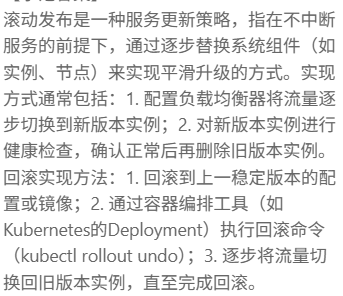 滚动发布是一种服务更新策略，指在不中断
服务的前提下，通过逐步替换系统组件（如
实例、节点）来实现平滑升级的方式。实现
方式通常包括：1. 配置负载均衡器将流量逐
步切换到新版本实例；2. 对新版本实例进行
健康检查，确认正常后再删除旧版本实例。
回滚实现方法：1. 回滚到上一稳定版本的配
置或镜像；2. 通过容器编排工具（如
Kubernetes的Deployment）执行回滚命令
（kubectl rollout undo）；3. 逐步将流量切
换回旧版本实例，直至完成回滚。